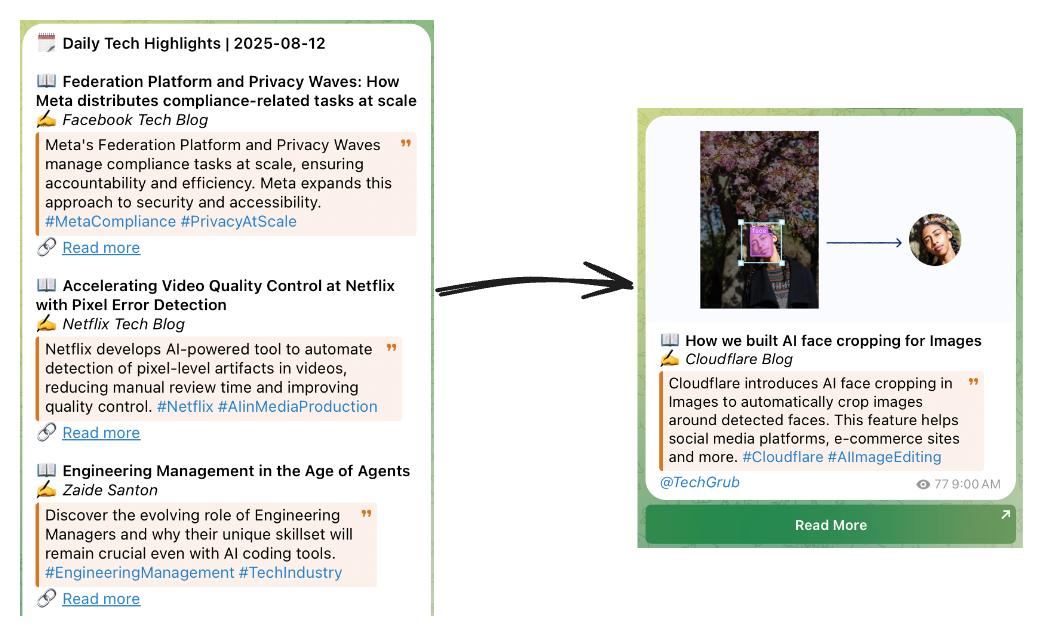 Daily Tech Highlights | 2025-08-12
Federation Platform and Privacy Waves: How
Meta distributes compliance-related tasks at scale
Facebook Tech Blog
Meta's Federation Platform and Privacy Waves
manage compliance tasks at scale, ensuring
accountability and efficiency. Meta expands this
approach to security and accessibility.
#MetaCompliance #PrivacyAtScale
Read more
Accelerating Video Quality Control at Netflix
with Pixel Error Detection
Netflix Tech Blog
Netflix develops AI-powered tool to automate
detection of pixel-level artifacts in videos,
reducing manual review time and improving
quality control. #Netflix #AIinMediaProduction
Read more
Engineering Management in the Age of Agents
Zaide Santon
Discover the evolving role of Engineering
Managers and why their unique skillset will
remain crucial even with AI coding tools.
#EngineeringManagement #TechIndustry
Read more
face
How we built AI face cropping for Images
Cloudflare Blog
Cloudflare introduces AI face cropping in
Images to automatically crop images
around detected faces. This feature helps
social media platforms, e-commerce sites
and more. #Cloudflare #AIImageEditing
@TechGrub 77 9:00 AM
Read More